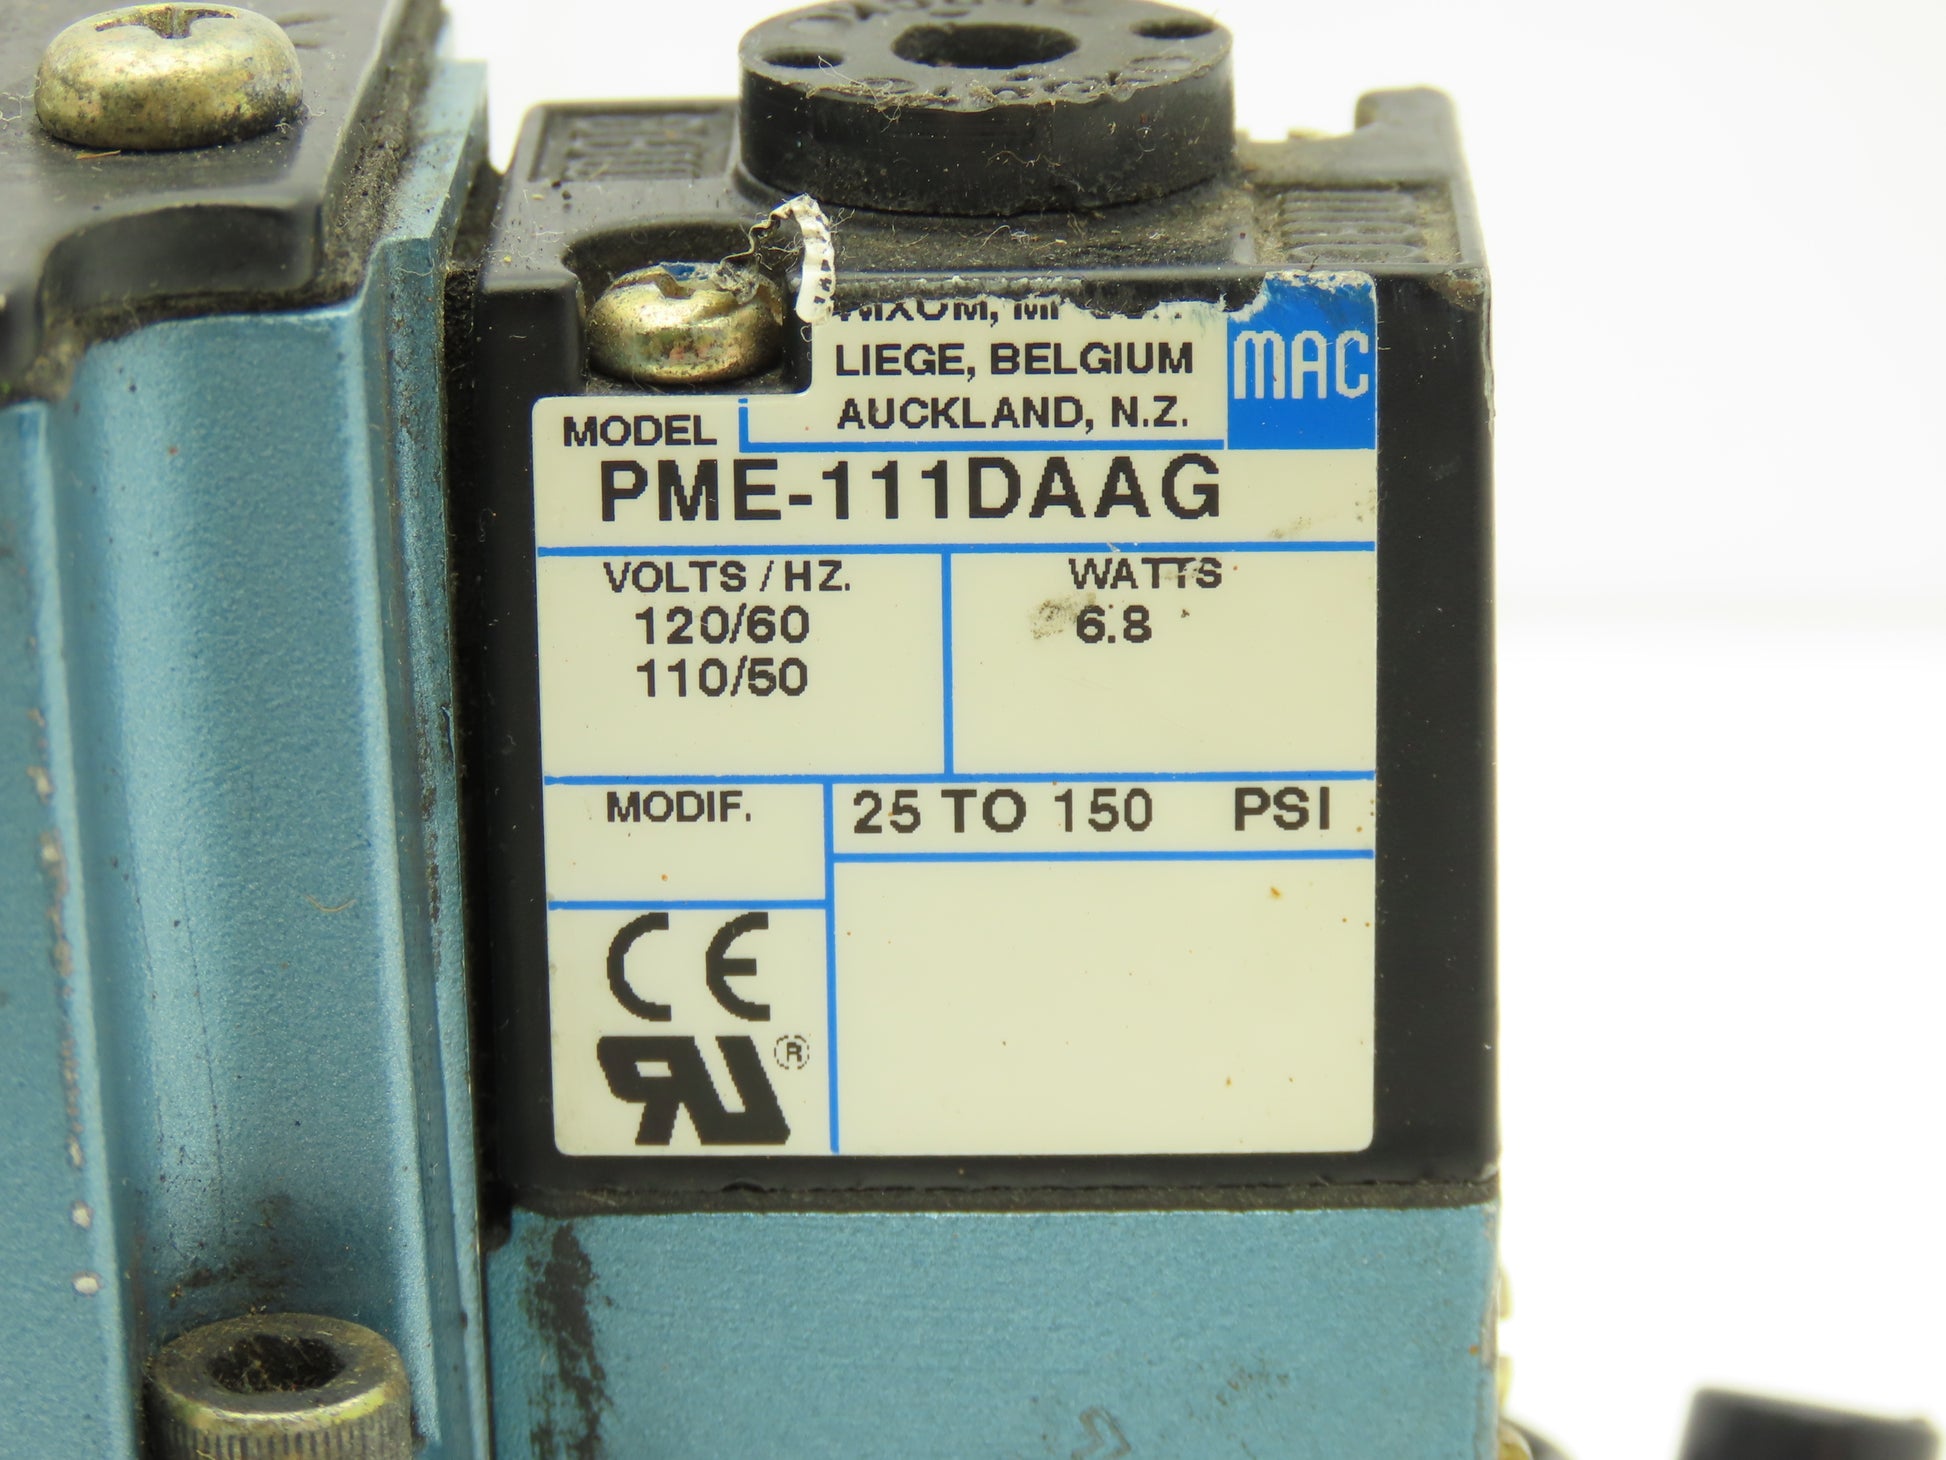 LIEGE, BELGIUM
AUCKLAND, N.Z.
MAC
MODEL
PME-111DAAG
VOLTS / HZ.
120/60
110/50
WATTS
6.8
MODIF.
25 TO 150 PSI
CE
RU®